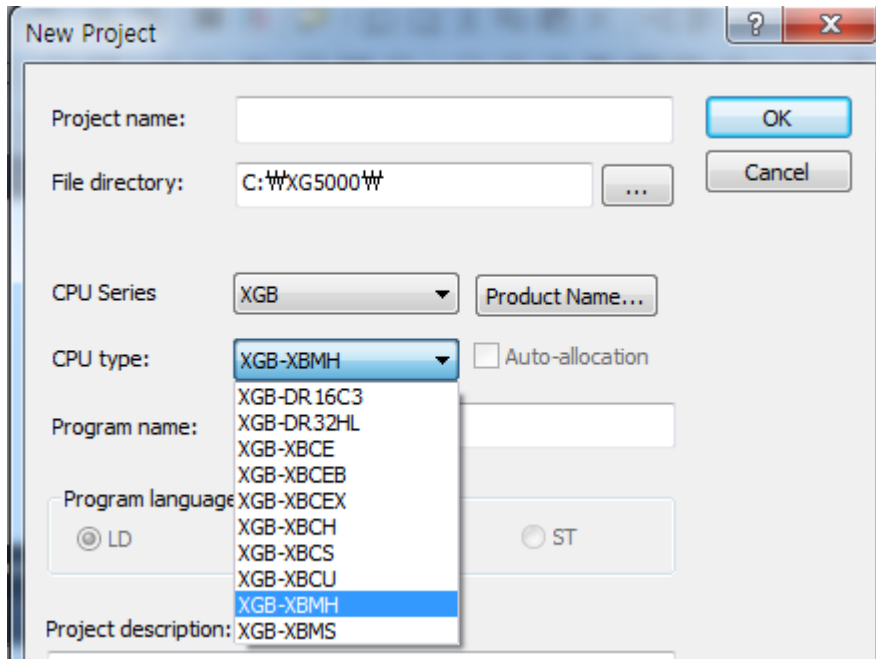 New Project
Project name:
OK
File directory:
C:₩XG5000₩
...
Cancel
CPU Series
XGB
Product Name...
CPU type:
XGB-XBMH
Auto-allocation
XGB-DR16C3
XGB-DR32HL
XGB-XBCE
XGB-XBCEB
XGB-XBCEX
XGB-XBCH
XGB-XBCS
XGB-XBCU
XGB-XBMH
XGB-XBMS
Program name:
Program language
LD
ST
Project description: